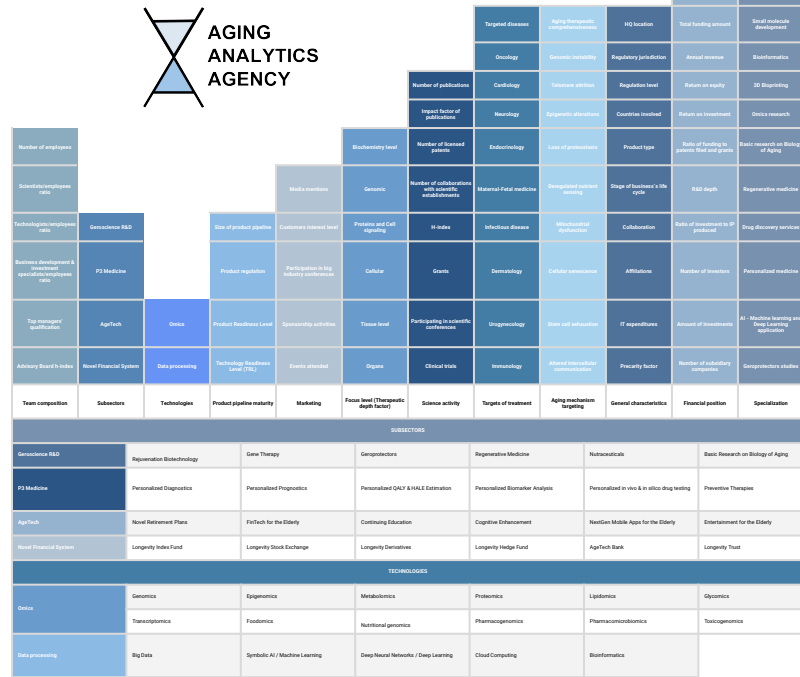 AGING
ANALYTICS
AGENCY
Targeted diseases
Aging therapeutic
comprehensiveness
HQ location
Total funding amount
Small molecule
development
Oncology
Genomic instability
Regulatory jurisdiction
Annual revenue
Bioinformatics
Number of publications
Cardiology
Telomere attrition
Regulation level
Return on equity
3D Bioprinting
Impact factor of
publications
Neurology
Epigenetic alterations
Countries involved
Return on investment
Omics research
Number of employees
Biochemistry level
Number of licensed
patents
Endocrinology
Loss of proteostasis
Product type
Ratio of funding to
patents filed and grants
Basic research on Biology
of Aging
Scientists/employees
ratio
Media mentions
Genomic
Number of collaborations
with scientific
establishments
Maternal-Fetal medicine
Deregulated nutrient
sensing
Stage of business's life
cycle
R&D depth
Regenerative medicine
Technologists/employees
ratio
Geroscience R&D
Size of product pipeline
Customers interest level
Proteins and Cell
signaling
H-index
Infectious disease
Mitochondrial
dysfunction
Collaboration
Ratio of investment to IP
produced
Drug discovery services
Business development &
investment
specialists/employees
ratio
P3 Medicine
Product regulation
Participation in big
industry conferences
Cellular
Grants
Dermatology
Cellular senescence
Affiliations
Number of investors
Personalized medicine
Top managers'
qualification
AgeTech
Omics
Product Readiness Level
Sponsorship activities
Tissue level
Participating in scientific
conferences
Urogynecology
Stem cell exhaustion
IT expenditures
Amount of investments
AI - Machine learning and
Deep Learning
application
Advisory Board h-index
Novel Financial System
Data processing
Technology Readiness
Level (TRL)
Events attended
Organs
Clinical trials
Immunology
Altered intercellular
communication
Precarity factor
Number of subsidiary
companies
Geroprotectors studies
Team composition
Subsectors
Technologies
Product pipeline maturity
Marketing
Focus level (Therapeutic
depth factor)
Science activity
Targets of treatment
Aging mechanism
targeting
General characteristics
Financial position
Specialization
SUBSECTORS
Geroscience R&D
Rejuvenation Biotechnology
Gene Therapy
Geroprotectors
Regenerative Medicine
Nutraceuticals
Basic Research on Biology of Aging
P3 Medicine
Personalized Diagnostics
Personalized Prognostics
Personalized QALY & HALE Estimation
Personalized Biomarker Analysis
Personalized in vivo & in silico drug testing
Preventive Therapies
AgeTech
Novel Retirement Plans
FinTech for the Elderly
Continuing Education
Cognitive Enhancement
NextGen Mobile Apps for the Elderly
Entertainment for the Elderly
Novel Financial System
Longevity Index Fund
Longevity Stock Exchange
Longevity Derivatives
Longevity Hedge Fund
AgeTech Bank
Longevity Trust
TECHNOLOGIES
Omics
Genomics
Epigenomics
Metabolomics
Proteomics
Lipidomics
Glycomics
Transcriptomics
Foodomics
Nutritional genomics
Pharmacogenomics
Pharmacomicrobiomics
Toxicogenomics
Data processing
Big Data
Symbolic AI / Machine Learning
Deep Neural Networks / Deep Learning
Cloud Computing
Bioinformatics